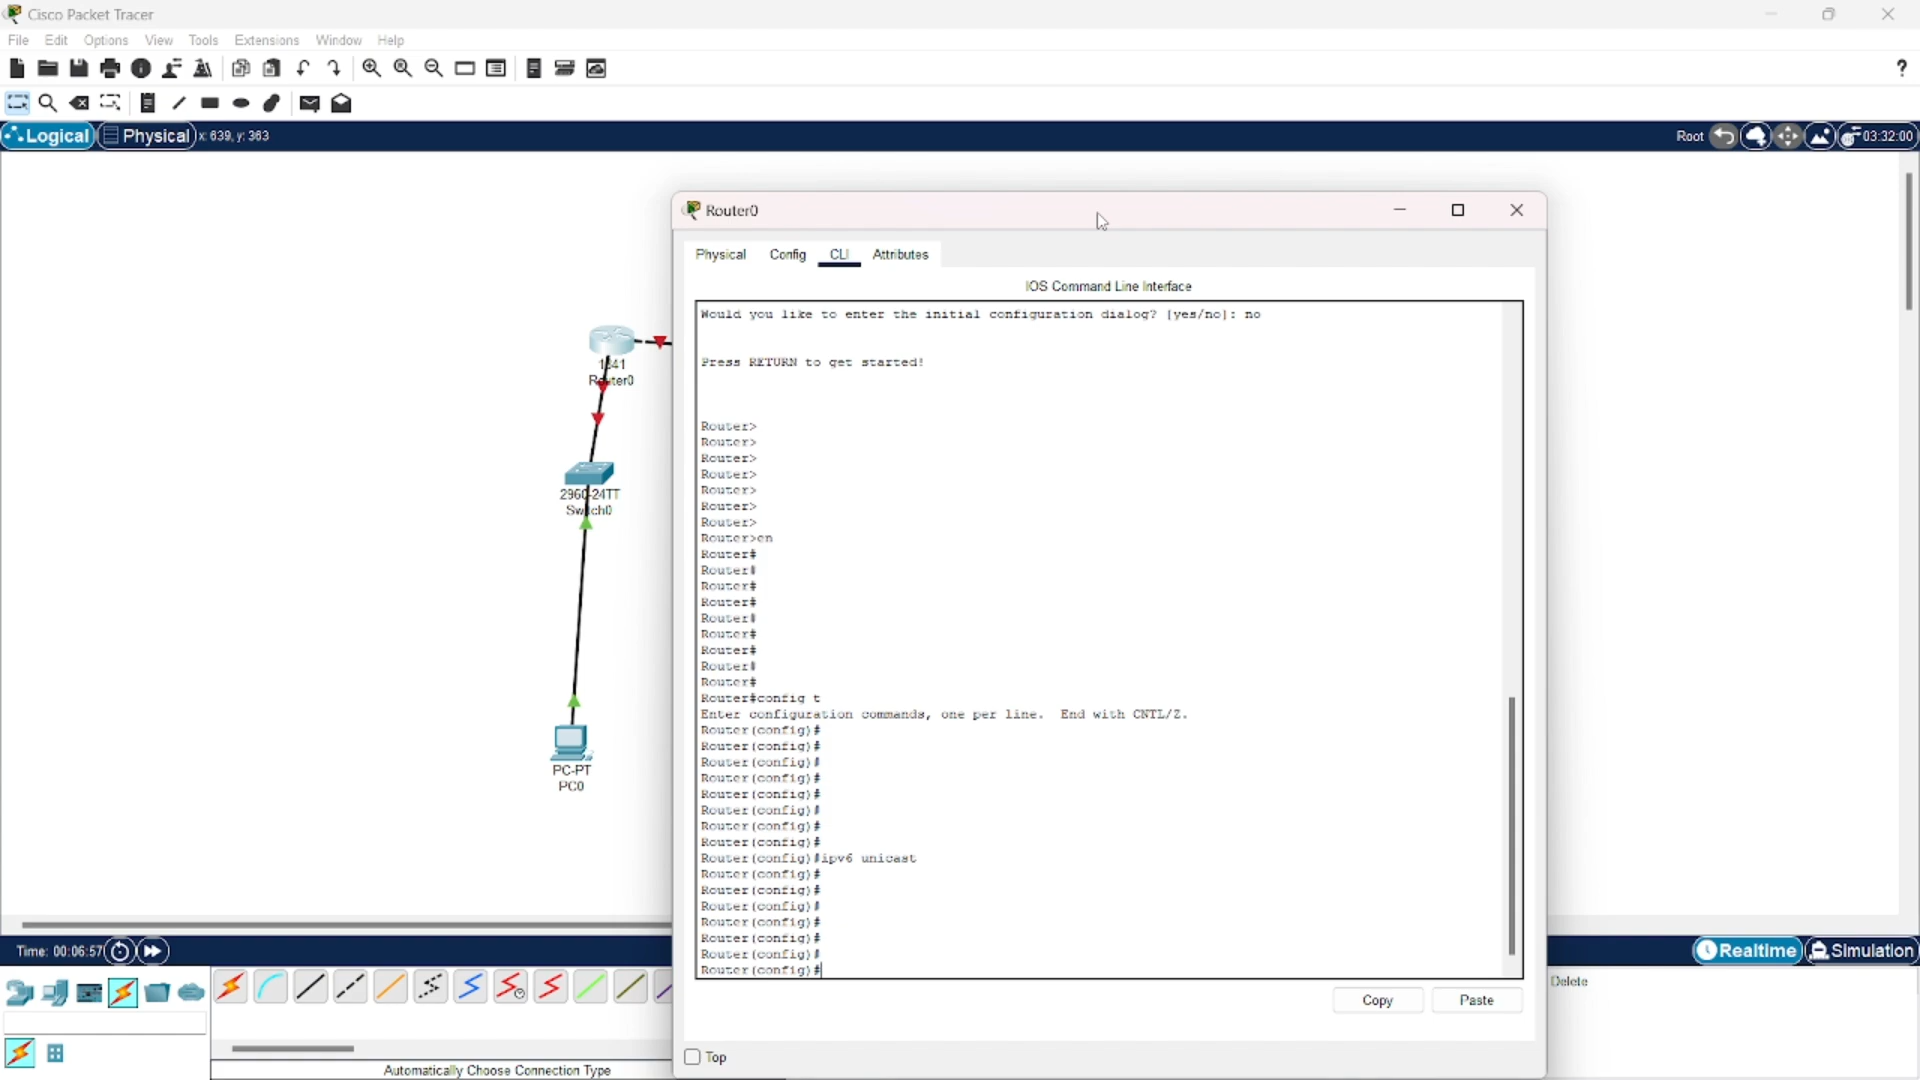 Cisco Packet Tracer
File Edit Options View Tools Extensions Window Help
?
Logical Physical x: 639, y: 363 Root 03:32:00
Router0
Physical Config CLI Attributes
IOS Command Line Interface
Would you like to enter the initial configuration dialog? [yes/no]: no
Press RETURN to get started!
Router>
Router>
Router>
Router>
Router>
Router>
Router>
Router>en
Router#
Router#
Router#
Router#
Router#
Router#
Router#
Router#
Router#
Router#config t
Enter configuration commands, one per line.  End with CNTL/Z.
Router(config)#
Router(config)#
Router(config)#
Router(config)#
Router(config)#
Router(config)#
Router(config)#
Router(config)#
Router(config)#ipv6 unicast
Router(config)#
Router(config)#
Router(config)#
Router(config)#
Router(config)#
Router(config)#
Router(config)#
Copy Paste
Top
1841
Router0
2960-24TT
Switch0
PC-PT
PC0
Time: 00:06:57 Realtime Simulation
Delete
Automatically Choose Connection Type